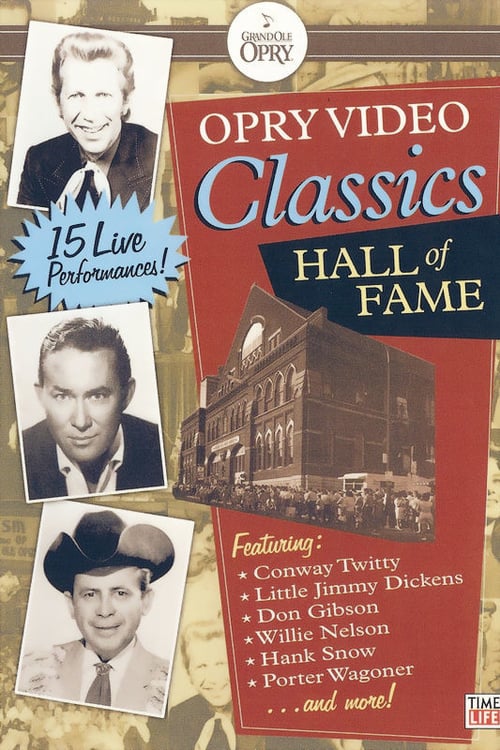 GRAND OLE
OPRY
OPRY VIDEO
Classics
HALL of
FAME
15 Live
Performances!
Featuring:
★ Conway Twitty
★ Little Jimmy Dickens
★ Don Gibson
★ Willie Nelson
★ Hank Snow
★ Porter Wagoner
...and more!
TIME
LIFE